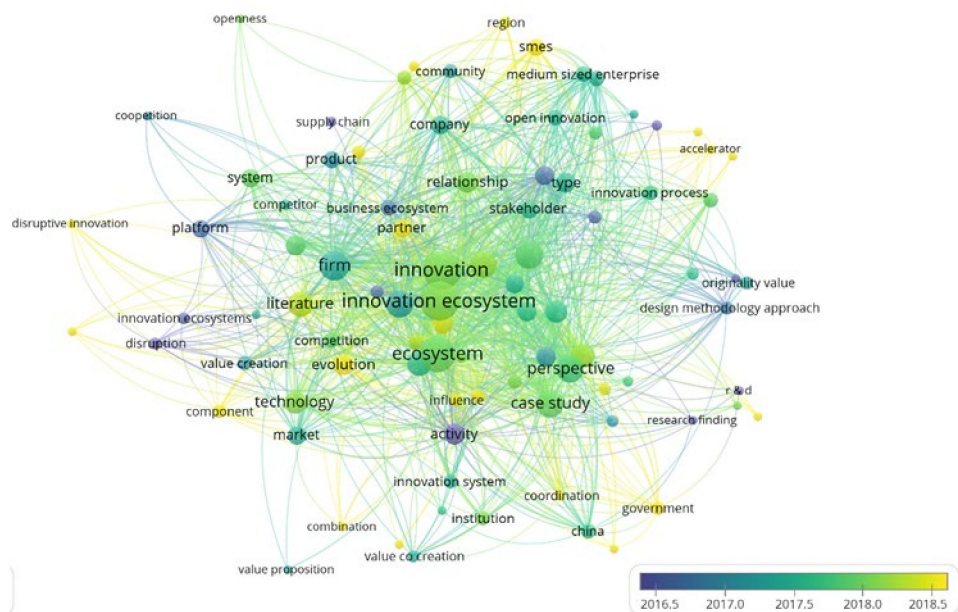 openness
region
smes
community
medium sized enterprise
coopetition
supply chain
company
open innovation
product
accelerator
system
relationship
type
innovation process
competitor
business ecosystem
stakeholder
disruptive innovation
platform
partner
firm
innovation
originality value
literature
innovation ecosystem
design methodology approach
innovation ecosystems
disruption
competition
ecosystem
value creation
evolution
perspective
r & d
component
technology
influence
case study
research finding
market
activity
innovation system
coordination
government
combination
institution
china
value co creation
value proposition
2016.5 2017.0 2017.5 2018.0 2018.5